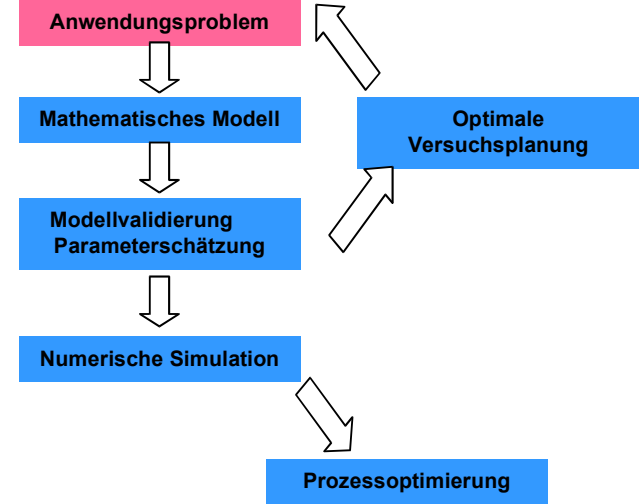 Anwendungsproblem
Mathematisches Modell
Optimale
Versuchsplanung
Modellvalidierung
Parameterschätzung
Numerische Simulation
Prozessoptimierung